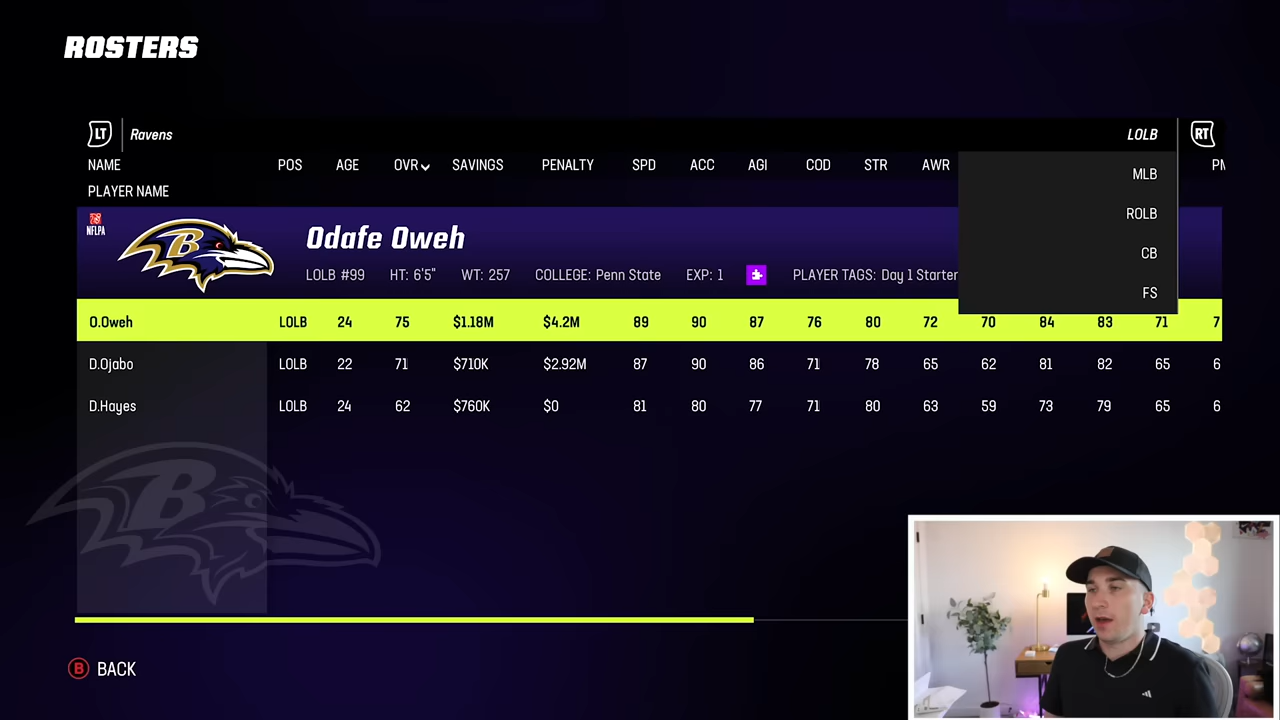 ROSTERS
LT Ravens LOLB RT
NAME POS AGE OVR SAVINGS PENALTY SPD ACC AGI COD STR AWR
PLAYER NAME
MLB
ROLB
CB
FS
NFLPA
B
Odafe Oweh
LOLB #99 HT: 6'5" WT: 257 COLLEGE: Penn State EXP: 1 PLAYER TAGS: Day 1 Starter
O.Oweh LOLB 24 75 $1.18M $4.2M 89 90 87 76 80 72 70 84 83 71 7
D.Ojabo LOLB 22 71 $710K $2.92M 87 90 86 71 78 65 62 81 82 65 6
D.Hayes LOLB 24 62 $760K $0 81 80 77 71 80 63 59 73 79 65 6
B
B BACK